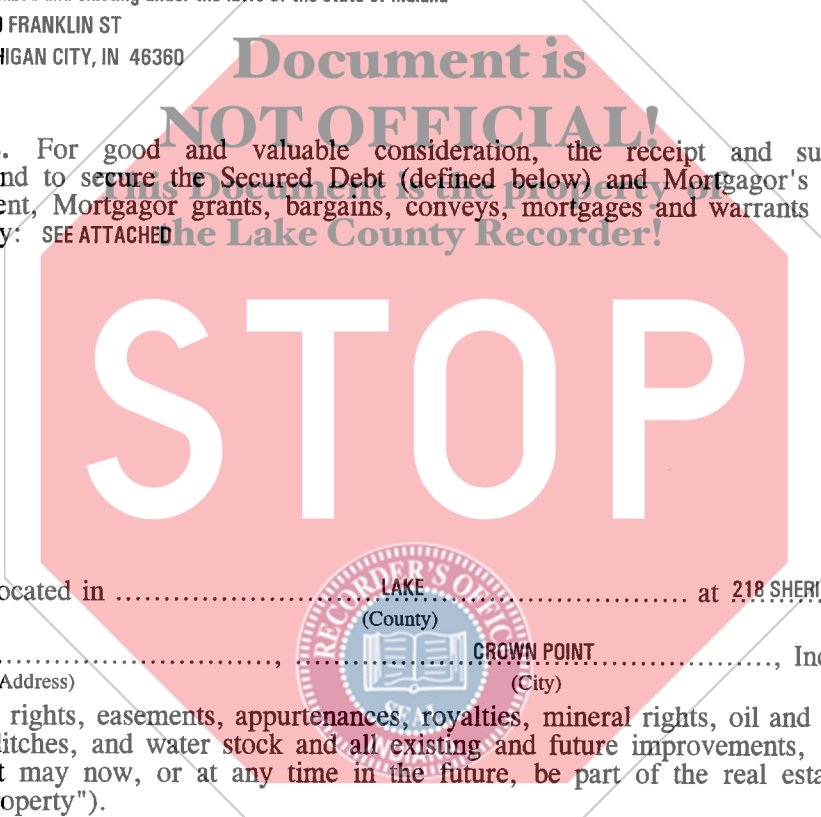 FRANKLIN ST
HIGAN CITY, IN 46360
Document is
NOT OFFICIAL!
This Document is the property of
the Lake County Recorder!
. For good and valuable consideration, the receipt and su
nd to secure the Secured Debt (defined below) and Mortgagor's
ent, Mortgagor grants, bargains, conveys, mortgages and warrants
y: SEE ATTACHED
STOP
ocated in ........................................ LAKE ........................................ at 218 SHERI
(County)
........................................, ........................ CROWN POINT ........................, Ind
Address) (City)
rights, easements, appurtenances, royalties, mineral rights, oil and
litches, and water stock and all existing and future improvements,
t may now, or at any time in the future, be part of the real esta
operty").
RECORDER'S OFFIC
SEAL
INDIANA